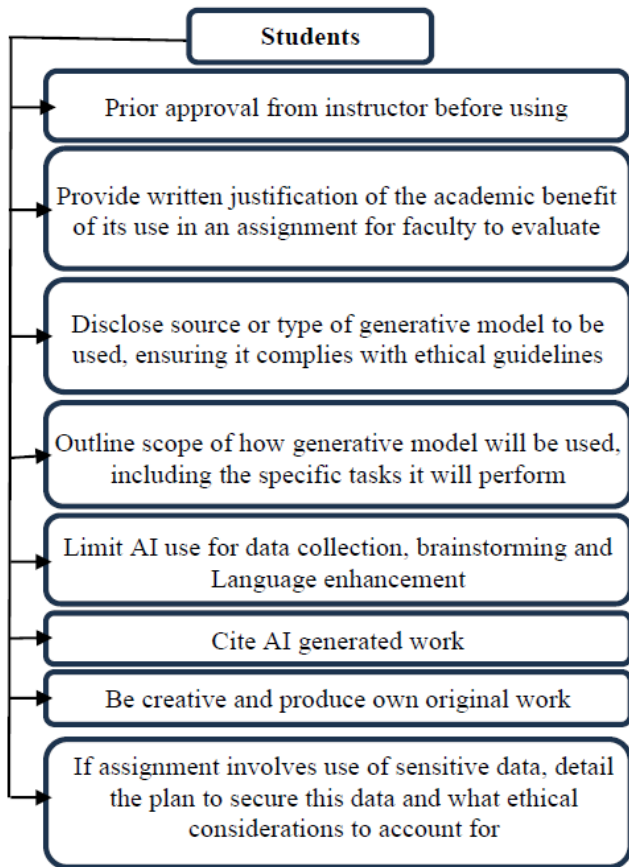 Students
Prior approval from instructor before using
Provide written justification of the academic benefit
of its use in an assignment for faculty to evaluate
Disclose source or type of generative model to be
used, ensuring it complies with ethical guidelines
Outline scope of how generative model will be used,
including the specific tasks it will perform
Limit AI use for data collection, brainstorming and
Language enhancement
Cite AI generated work
Be creative and produce own original work
If assignment involves use of sensitive data, detail
the plan to secure this data and what ethical
considerations to account for